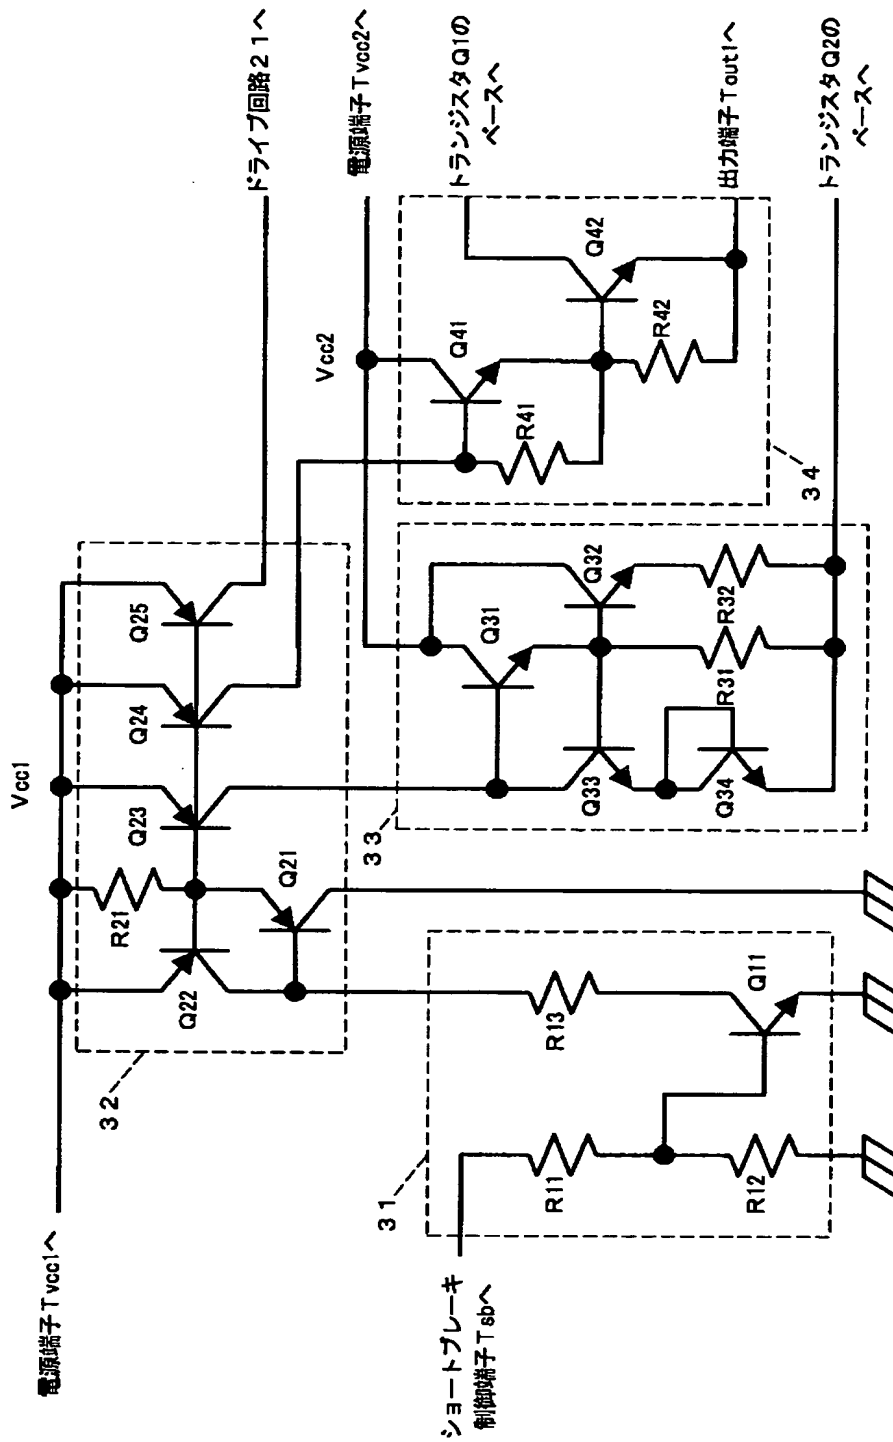 電源端子Tvcc1へ
Vcc1
ドライブ回路21へ
電源端子Tvcc2へ
Vcc2
トランジスタQ1の
ベースへ
出力端子Tout1へ
トランジスタQ2の
ベースへ
ショートブレーキ
制御端子Tsbへ
32
Q22
R21
Q21
Q23
Q24
Q25
31
R11
R12
R13
Q11
33
Q31
Q32
Q33
Q34
R31
R32
34
Q41
Q42
R41
R42